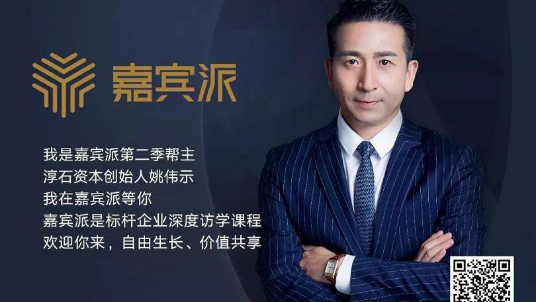 嘉宾派
我是嘉宾派第二季帮主
淳石资本创始人姚伟示
我在嘉宾派等你
嘉宾派是标杆企业深度访学课程
欢迎你来，自由生长、价值共享